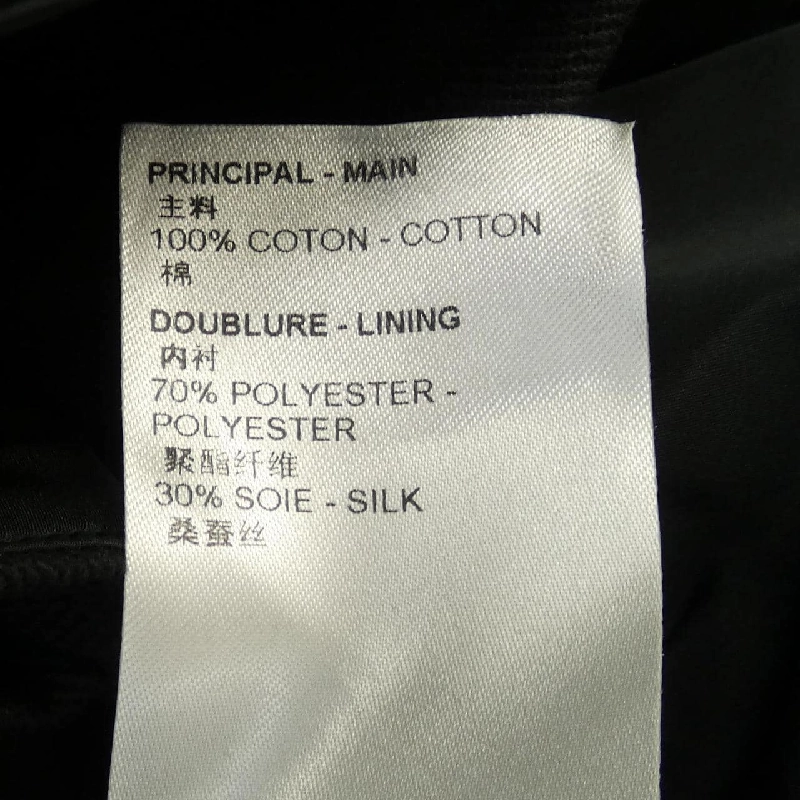 PRINCIPAL - MAIN
主料
100% COTON - COTTON
棉
DOUBLURE - LINING
内衬
70% POLYESTER -
POLYESTER
聚酯纤维
30% SOIE - SILK
桑蚕丝